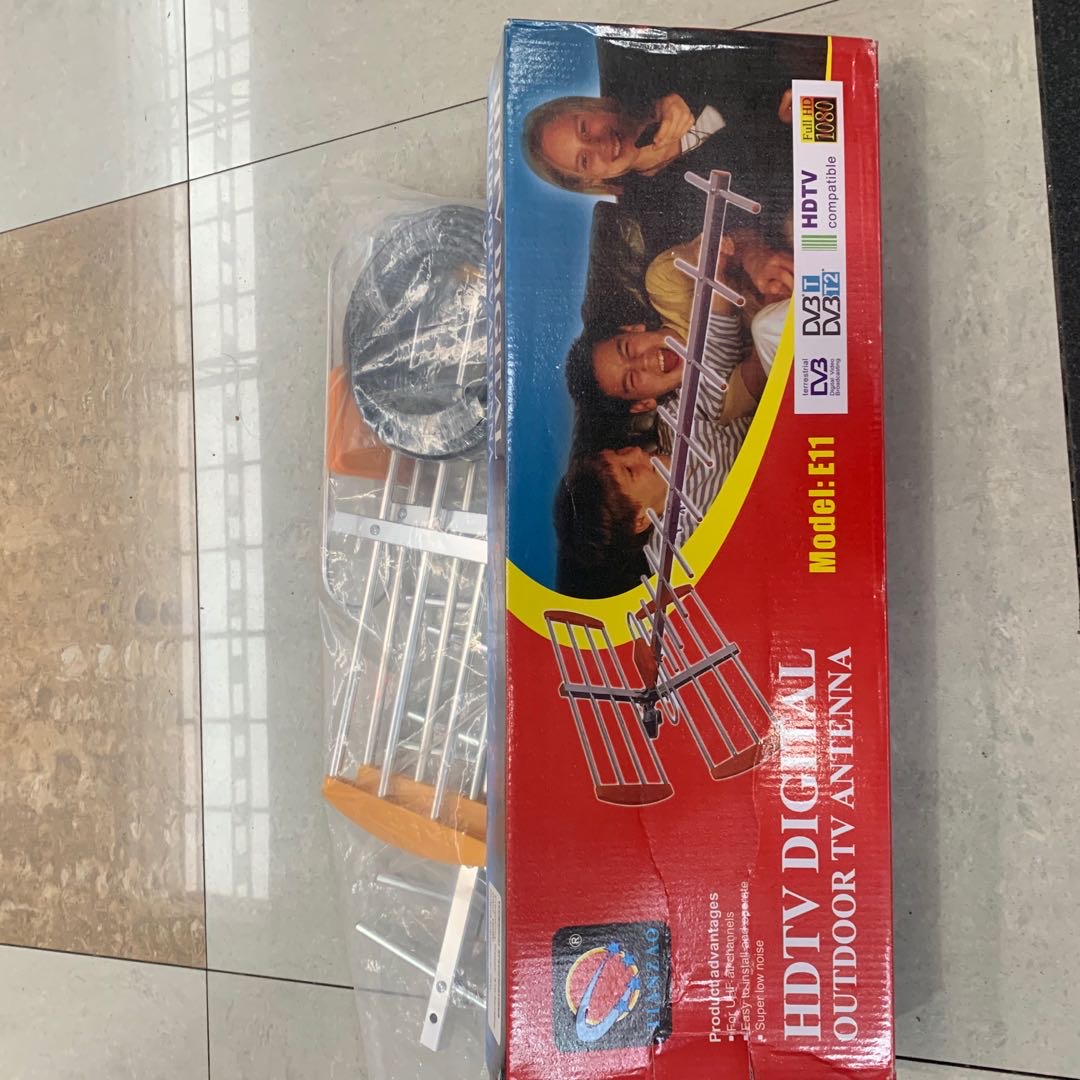 Full HD
1080
HDTV
compatible
DVB T
DVB T2
terrestrial
DVB
Digital Video
Broadcasting
Model: E11
HDTV DIGITAL
OUTDOOR TV ANTENNA
Product advantages
For UHF all channels
Easy to install and operate
Super low noise
®
TIANZAO